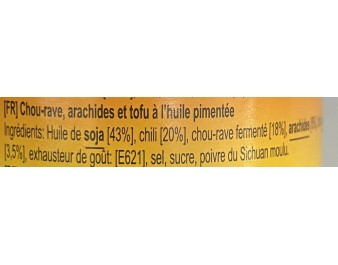 [FR] Chou-rave, arachides et tofu à l'huile pimentée
Ingrédients: Huile de soja [43%], chili [20%], chou-rave fermenté [18%], arachides
[3,5%], exhausteur de goût: [E621], sel, sucre, poivre du Sichuan moulu.